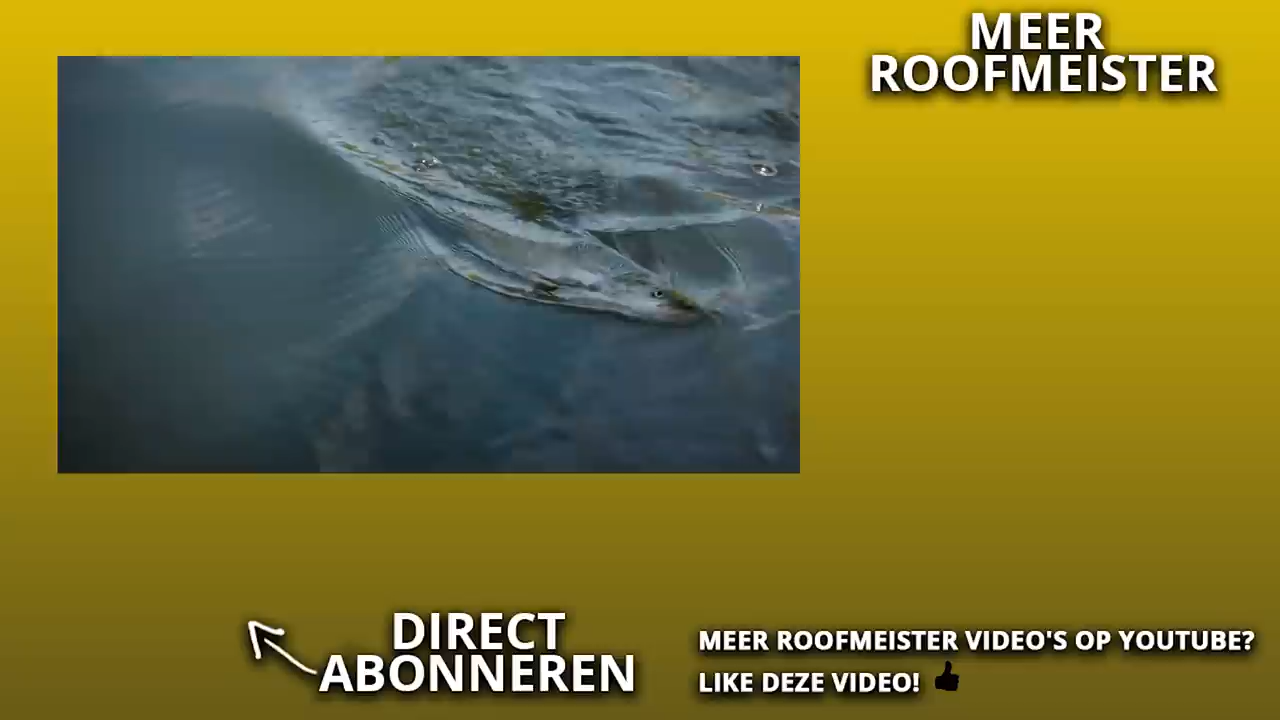 MEER
ROOFMEISTER
DIRECT
ABONNEREN
MEER ROOFMEISTER VIDEO'S OP YOUTUBE?
LIKE DEZE VIDEO!